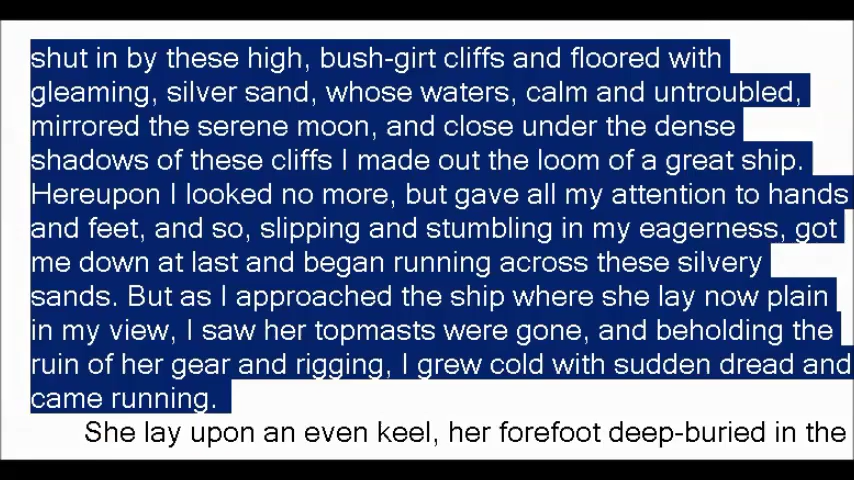 shut in by these high, bush-girt cliffs and floored with
gleaming, silver sand, whose waters, calm and untroubled,
mirrored the serene moon, and close under the dense
shadows of these cliffs I made out the loom of a great ship.
Hereupon I looked no more, but gave all my attention to hands
and feet, and so, slipping and stumbling in my eagerness, got
me down at last and began running across these silvery
sands. But as I approached the ship where she lay now plain
in my view, I saw her topmasts were gone, and beholding the
ruin of her gear and rigging, I grew cold with sudden dread and
came running.
She lay upon an even keel, her forefoot deep-buried in the